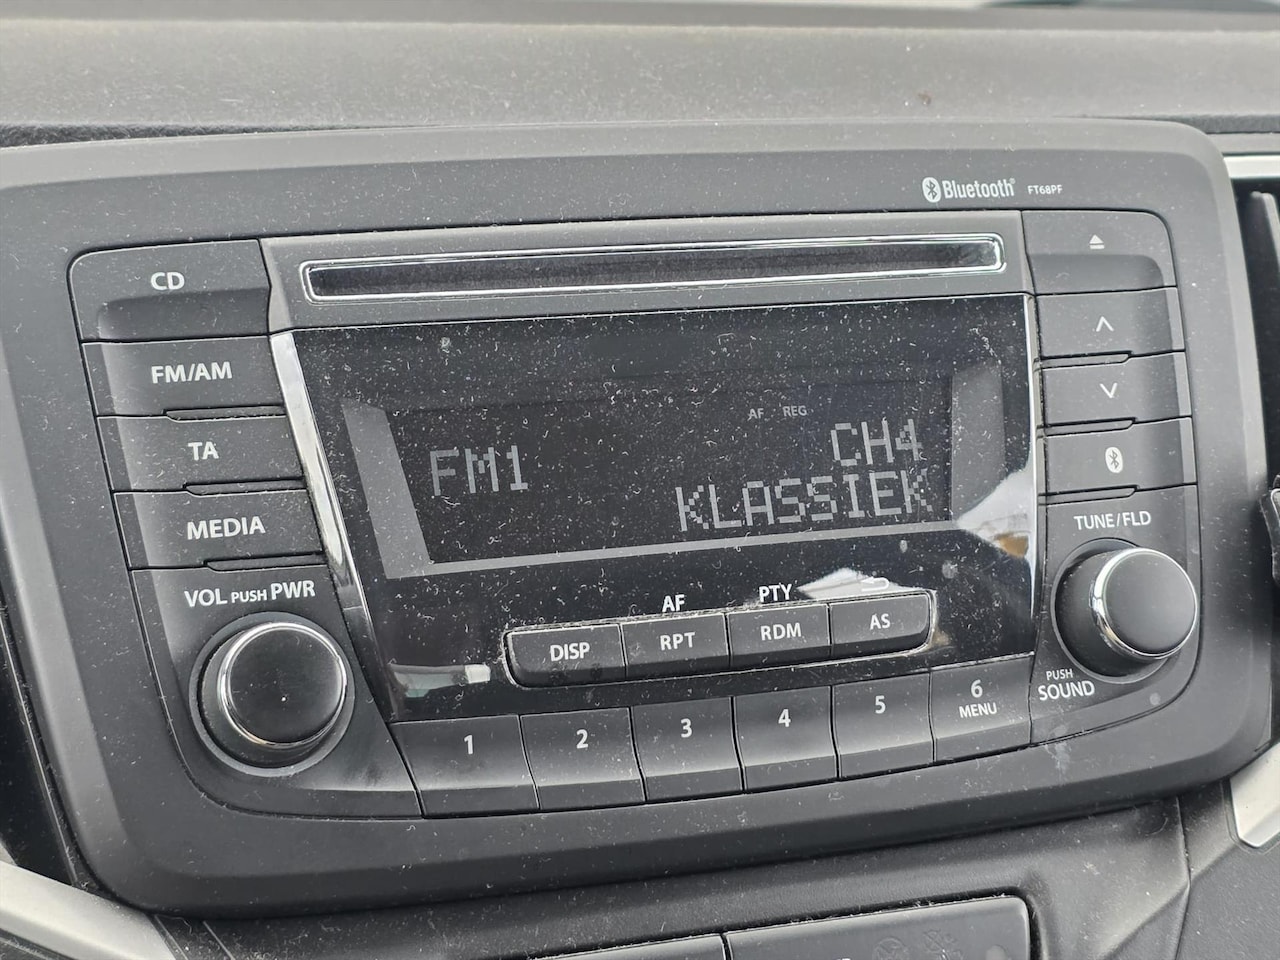 Bluetooth® FT68PF
CD
FM/AM
TA
MEDIA
VOL PUSH PWR
AF REG
FM1
CH4
KLASSIEK
TUNE/FLD
PUSH
SOUND
AF
PTY
DISP
RPT
RDM
AS
1
2
3
4
5
6
MENU